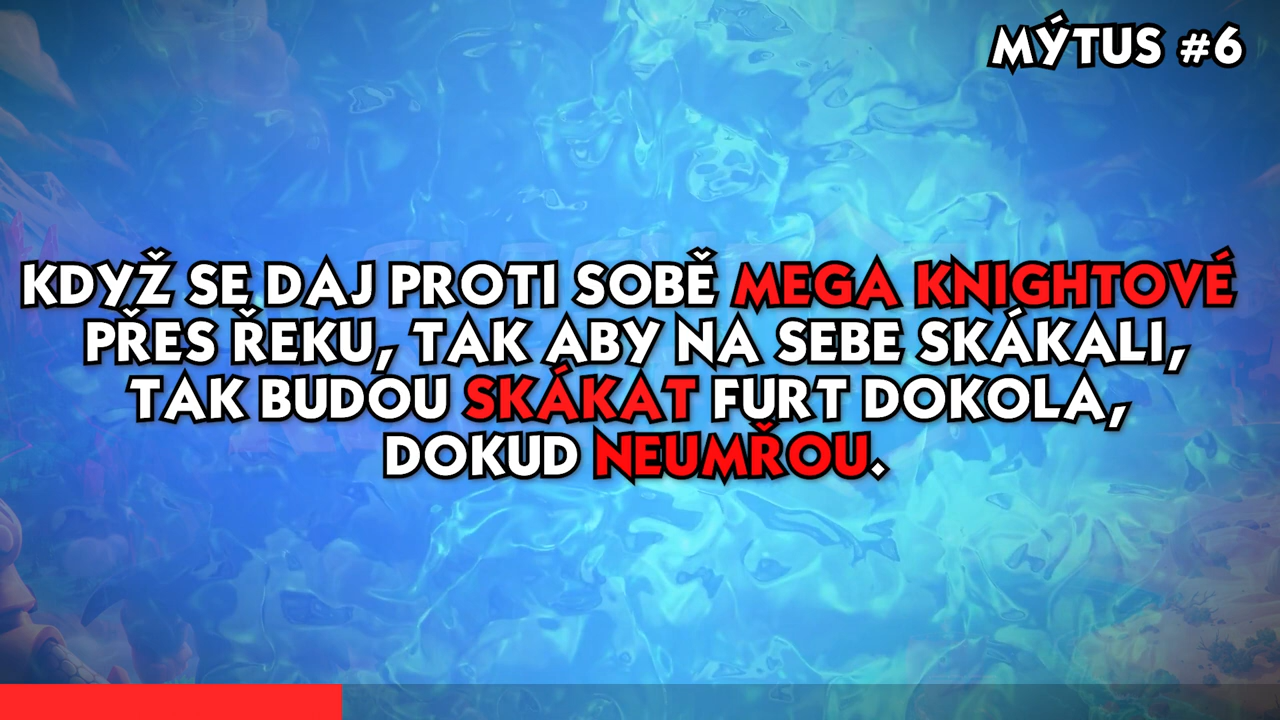 MÝTUS #6
KDYŽ SE DAJ PROTI SOBĚ MEGA KNIGHTOVÉ
PŘES ŘEKU, TAK ABY NA SEBE SKÁKALI,
TAK BUDOU SKÁKAT FURT DOKOLA,
DOKUD NEUMŘOU.